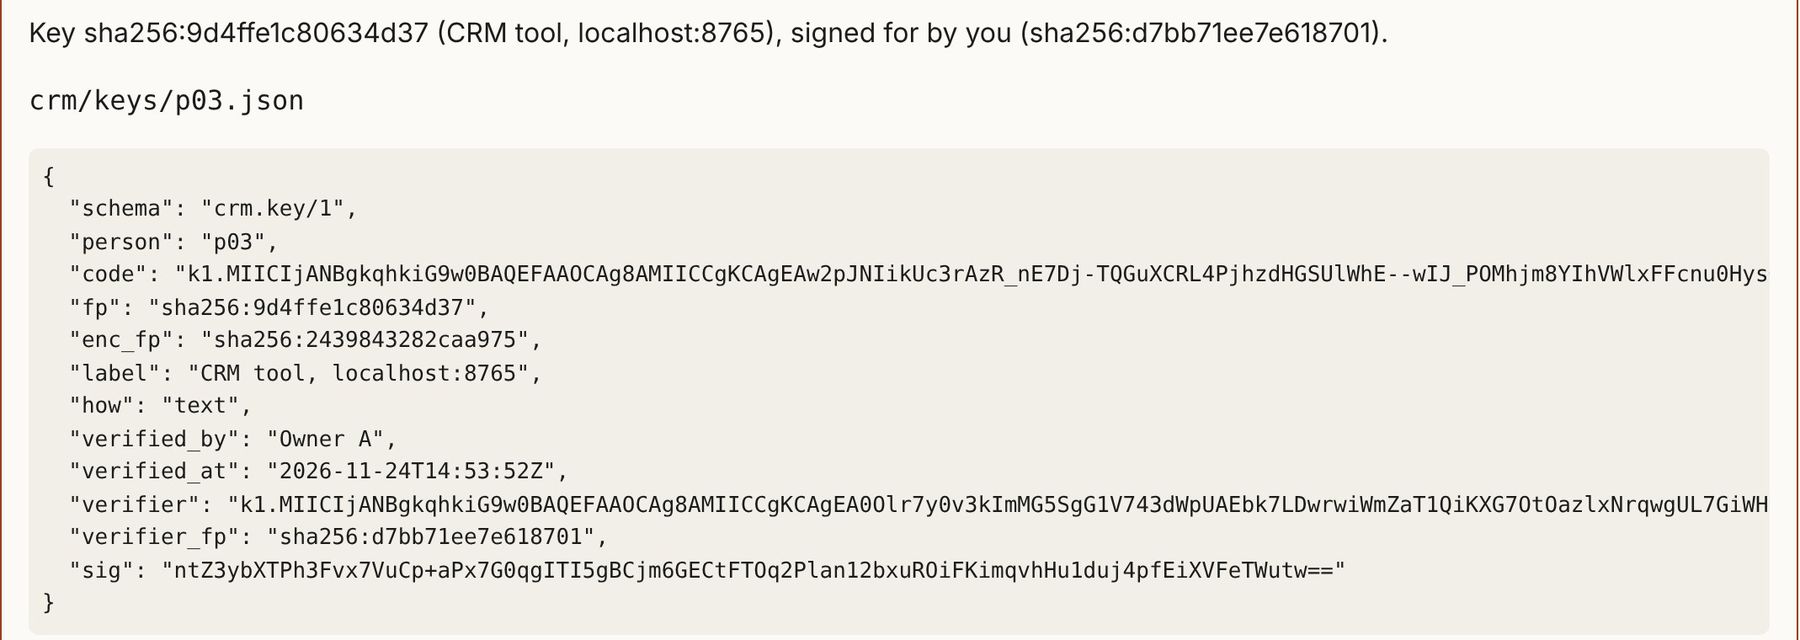 Key sha256:9d4ffe1c80634d37 (CRM tool, localhost:8765), signed for by you (sha256:d7bb71ee7e618701).
crm/keys/p03.json
{
"schema": "crm.key/1",
"person": "p03",
"code": "k1.MIICIjANBgkqhkiG9w0BAQEFAAOCAg8AMIICCgKCAgEAw2pJNIikUc3rAzR_nE7Dj-TQGuXCRL4PjhzdHGSUlWhE--wIJ_POMhjm8YIhVWlxFFcnu0Hys
"fp": "sha256:9d4ffe1c80634d37",
"enc_fp": "sha256:2439843282caa975",
"label": "CRM tool, localhost:8765",
"how": "text",
"verified_by": "Owner A",
"verified_at": "2026-11-24T14:53:52Z",
"verifier": "k1.MIICIjANBgkqhkiG9w0BAQEFAAOCAg8AMIICCgKCAgEA0Olr7y0v3kImMG5SgG1V743dWpUAEbk7LDwrwiWmZaT1QiKXG7OtOazlxNrqwgUL7GiWH
"verifier_fp": "sha256:d7bb71ee7e618701",
"sig": "ntZ3ybXTPh3Fvx7VuCp+aPx7G0qgITI5gBCjm6GECtFTOq2Plan12bxuROiFKimqvhHu1duj4pfEiXVFeTWutw=="
}